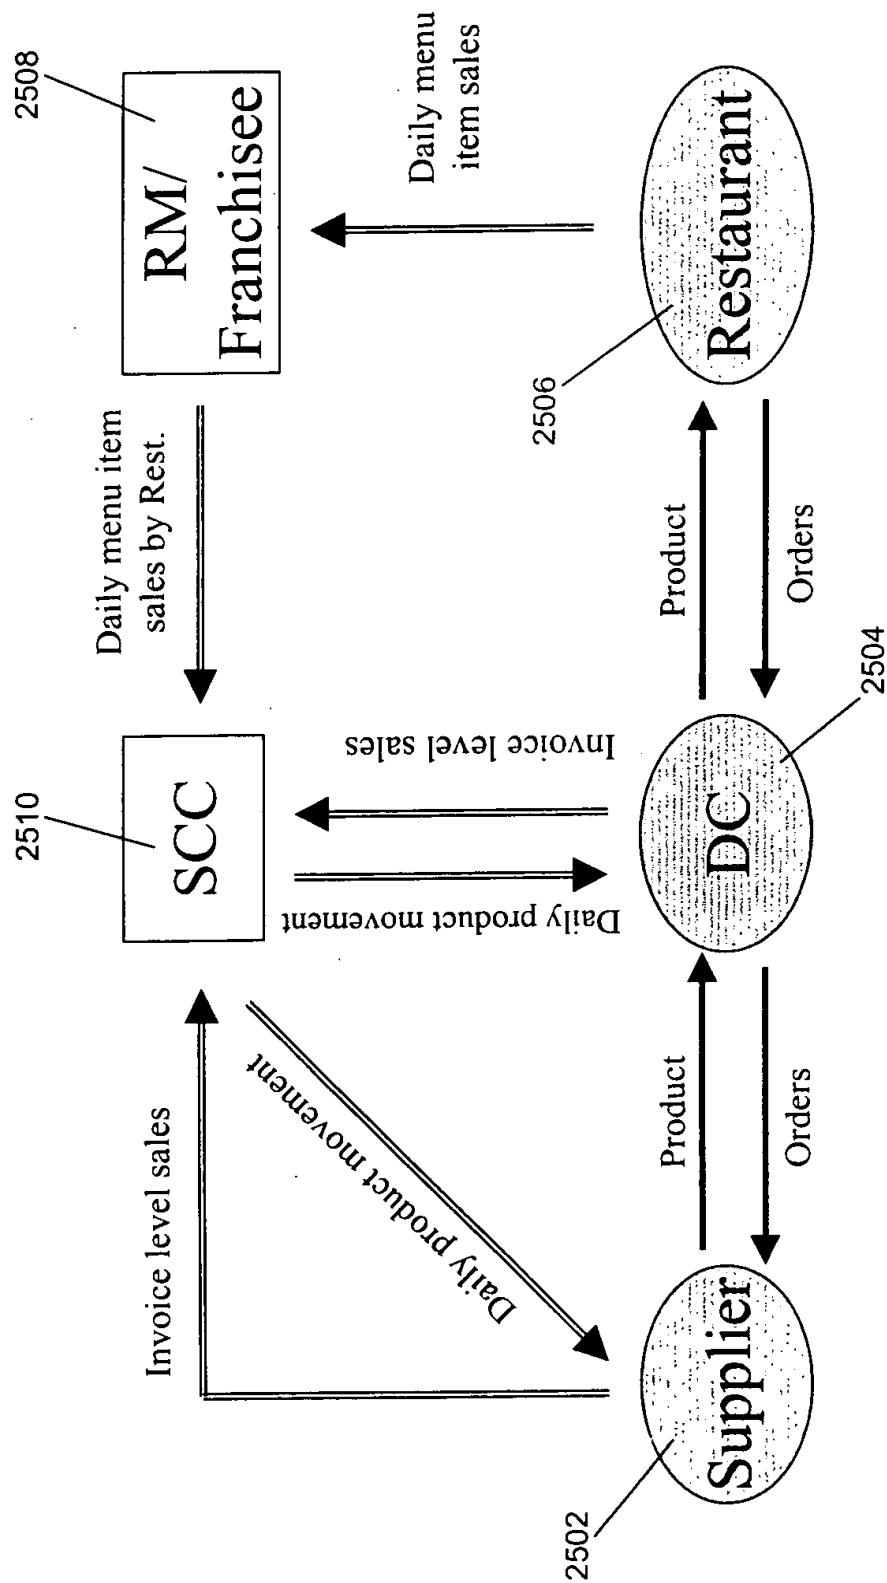 2510
2508
SCC
RM/
Franchisee
Daily menu item
sales by Rest.
Daily menu
item sales
Invoice level sales
Daily product movement
Daily product movement
Invoice level sales
2502
Supplier
Product
Orders
DC
2504
Product
Orders
2506
Restaurant